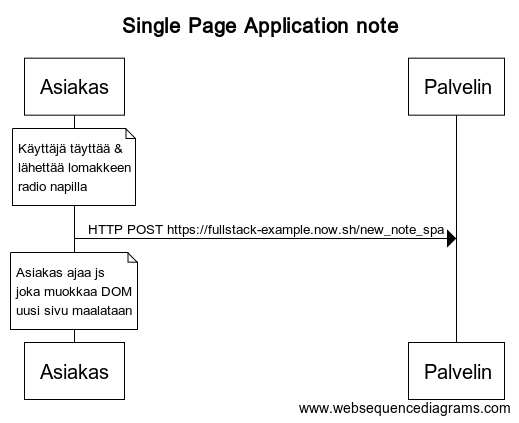 Single Page Application note
Asiakas
Palvelin
Käyttäjä täyttää &
lähettää lomakkeen
radio napilla
HTTP POST https://fullstack-example.now.sh/new_note_spa
Asiakas ajaa js
joka muokkaa DOM
uusi sivu maalataan
Asiakas
Palvelin
www.websequencediagrams.com